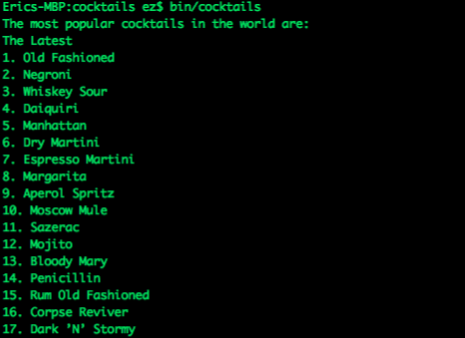 Erics-MBP:cocktails ez$ bin/cocktails
The most popular cocktails in the world are:
The Latest
1. Old Fashioned
2. Negroni
3. Whiskey Sour
4. Daiquiri
5. Manhattan
6. Dry Martini
7. Espresso Martini
8. Margarita
9. Aperol Spritz
10. Moscow Mule
11. Sazerac
12. Mojito
13. Bloody Mary
14. Penicillin
15. Rum Old Fashioned
16. Corpse Reviver
17. Dark 'N' Stormy